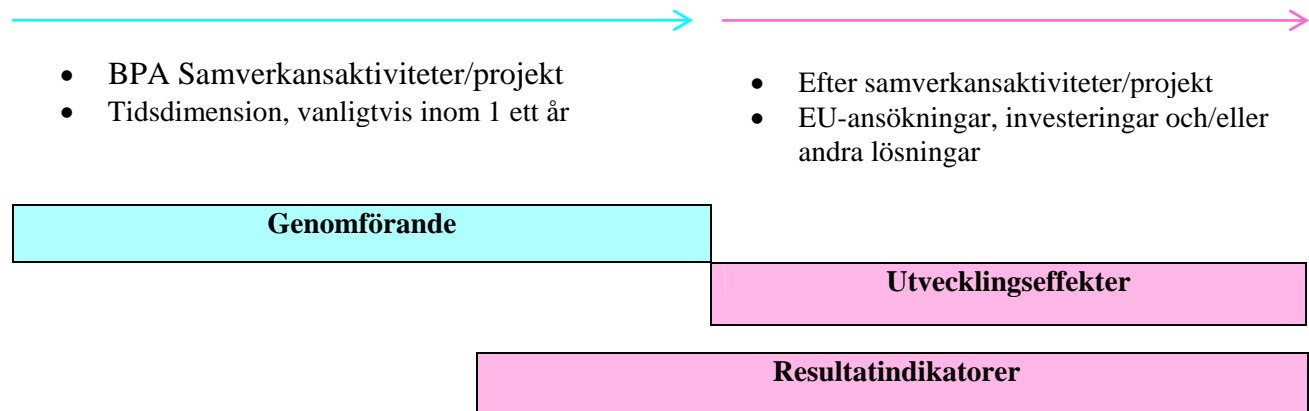 • BPA Samverkansaktiviteter/projekt
• Tidsdimension, vanligtvis inom 1 ett år
• Efter samverkansaktiviteter/projekt
• EU-ansökningar, investeringar och/eller
andra lösningar
Genomförande
Utvecklingseffekter
Resultatindikatorer